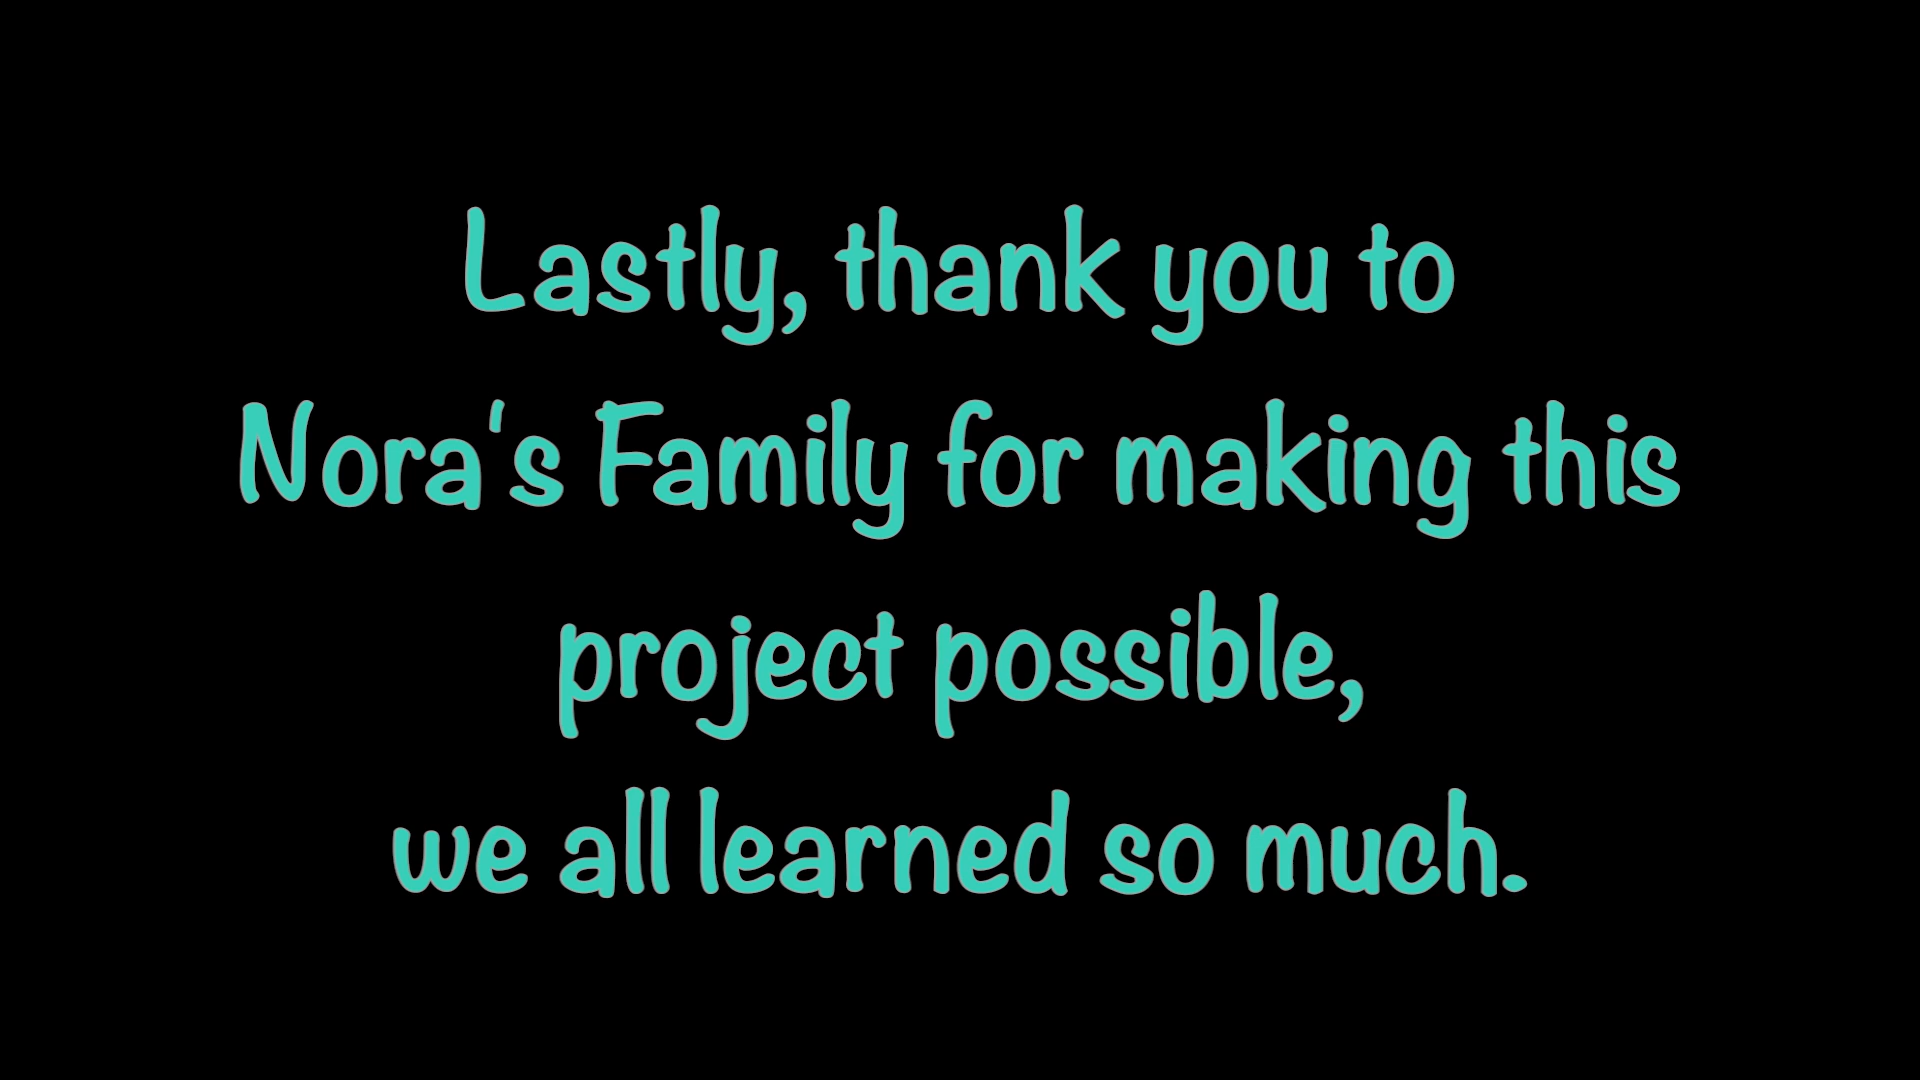 Lastly, thank you to
Nora's Family for making this
project possible,
we all learned so much.